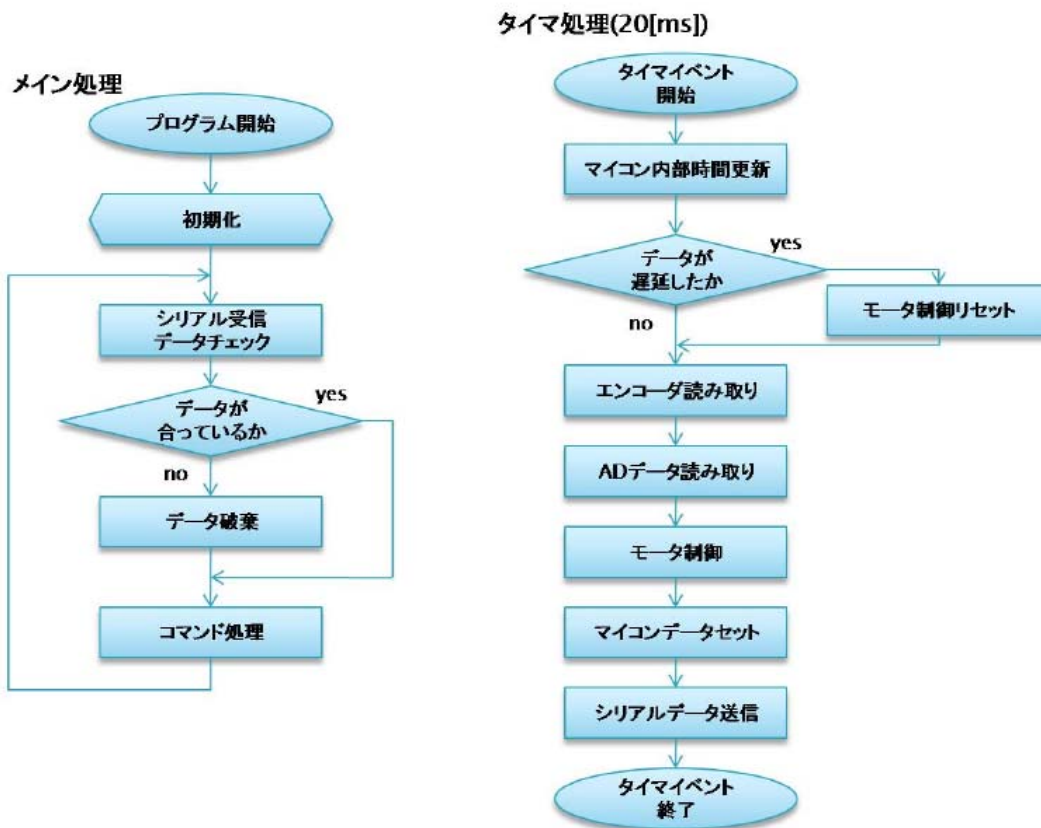 メイン処理
プログラム開始
初期化
シリアル受信
データチェック
データが
合っているか
yes
no
データ破棄
コマンド処理
タイマ処理(20[ms])
タイマイベント
開始
マイコン内部時間更新
データが
遅延したか
yes
no
モータ制御リセット
エンコーダ読み取り
ADデータ読み取り
モータ制御
マイコンデータセット
シリアルデータ送信
タイマイベント
終了